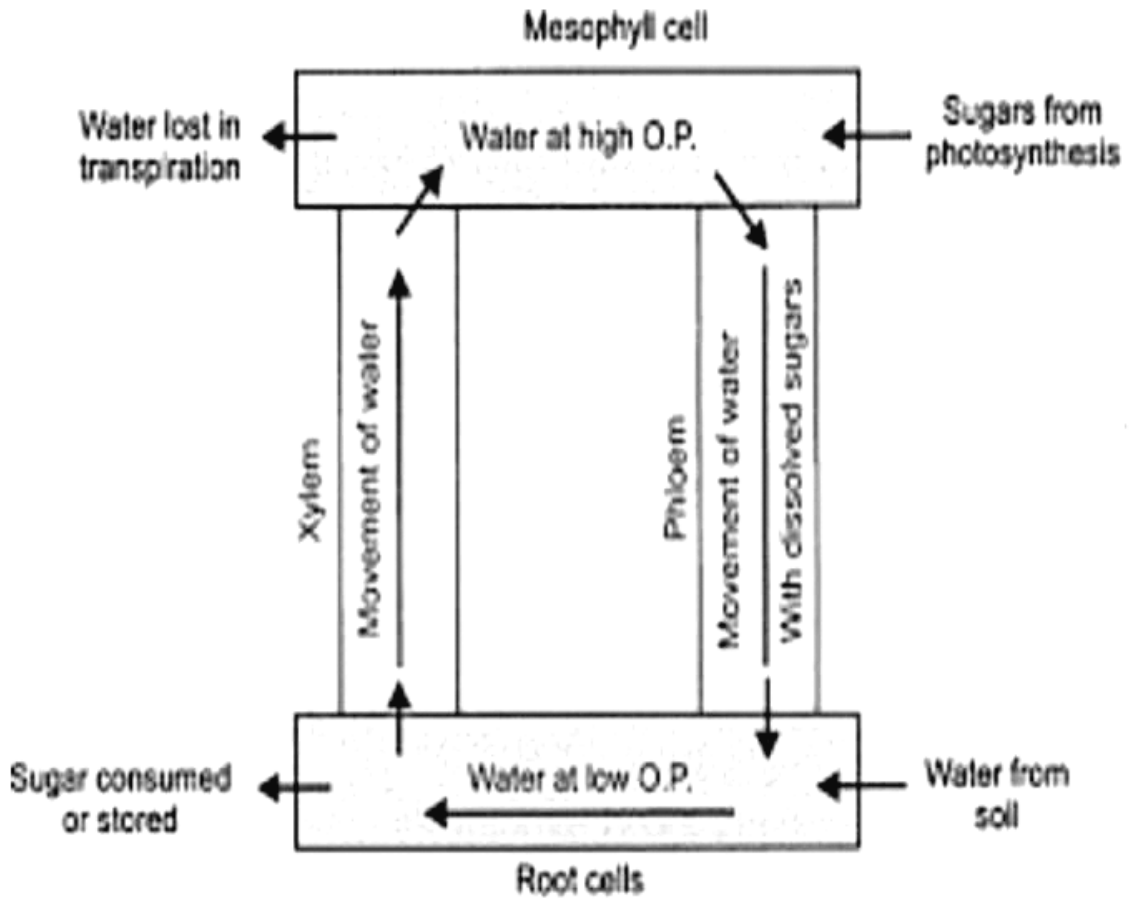 Mesophyll cell
Water lost in
transpiration
Water at high O.P.
Sugars from
photosynthesis
Xylem
Movement of water
Phloem
Movement of water
With dissolved sugars
Sugar consumed
or stored
Water at low O.P.
Water from
soil
Root cells